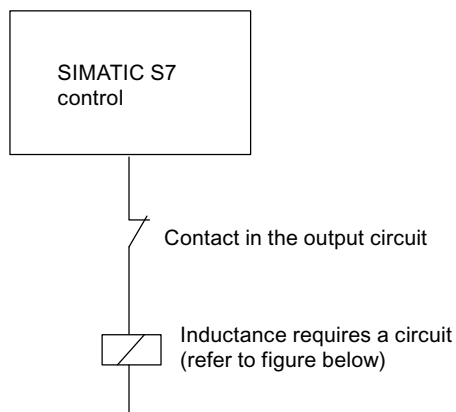 SIMATIC S7
control
Contact in the output circuit
Inductance requires a circuit
(refer to figure below)